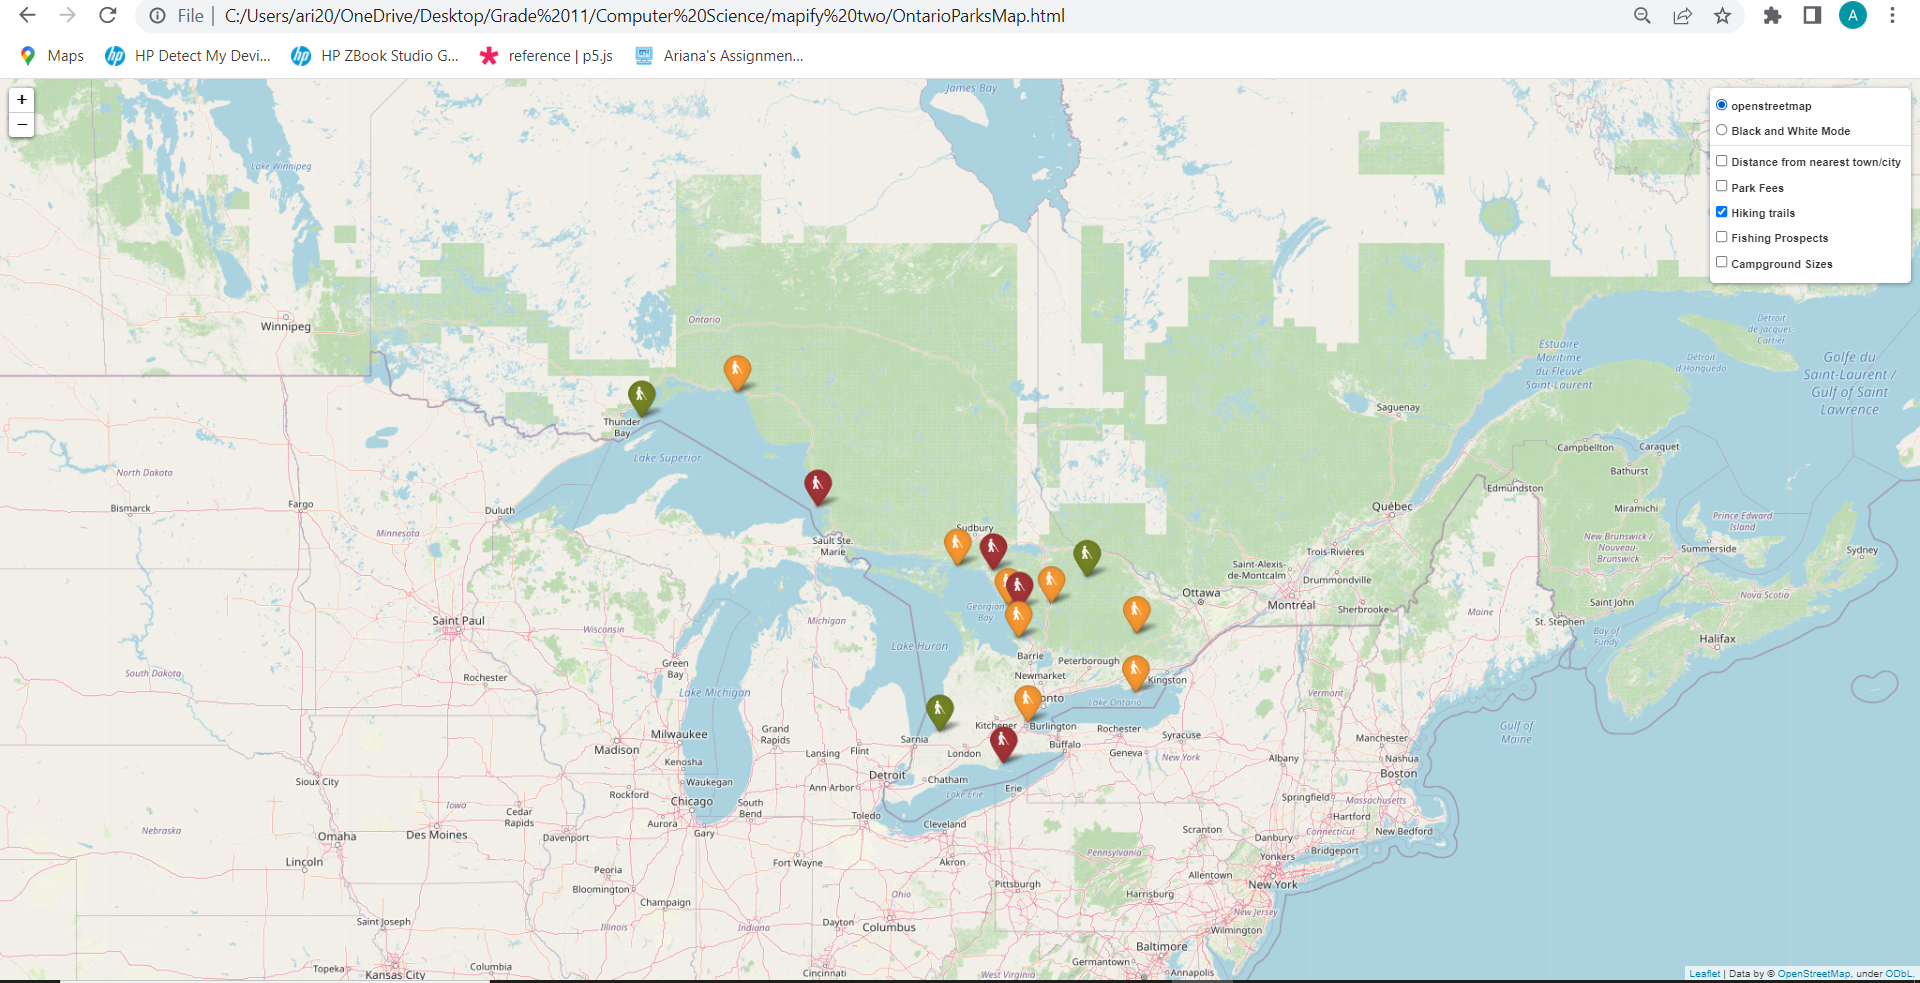 File | C:/Users/ari20/OneDrive/Desktop/Grade%2011/Computer%20Science/mapify%20two/OntarioParksMap.html
A
Maps
HP Detect My Devi...
HP ZBook Studio G...
reference | p5.js
Ariana's Assignmen...
+
−
openstreetmap
Black and White Mode
Distance from nearest town/city
Park Fees
Hiking trails
Fishing Prospects
Campground Sizes
James Bay
Lake Winnipeg
Winnipeg
Ontario
Détroit
de Jacques-
Cartier
Estuaire
Maritime
du Fleuve
Saint-Laurent
Détroit
d'Honguedo
Golfe du
Saint-Laurent /
Gulf of Saint
Lawrence
Thunder
Bay
Saguenay
Lake Superior
North Dakota
Campbellton
Caraquet
Bathurst
Bismarck
Fargo
Duluth
Minnesota
Edmundston
Québec
Miramichi
Prince Edward
Island
Sault Ste.
Marie
Sudbury
Trois-Rivières
New Brunswick /
Nouveau-
Brunswick
Summerside
Sydney
Saint-Alexis-
de-Montcalm
Drummondville
Ottawa
Montréal
Sherbrooke
Maine
Saint John
Nova Scotia
Georgian
Bay
St. Stephen
Bay of
Fundy
Halifax
Saint Paul
Wisconsin
Michigan
Lake Huron
Green
Bay
Barrie
Peterborough
Newmarket
Kingston
South Dakota
Rochester
Lake Michigan
Vermont
onto
Lake Ontario
Kitchener
Burlington
Rochester
Gulf of
Maine
Grand
Rapids
Milwaukee
Madison
Sarnia
London
Buffalo
Syracuse
Manchester
Lansing
Flint
Geneva
New York
Albany
Nashua
Kenosha
Waukegan
Detroit
Chatham
Boston
Sioux City
Ann Arbor
Erie
Lake Erie
Rockford
Chicago
South
Bend
Springfield
Massachusetts
Iowa
Cedar
Rapids
Aurora
Toledo
Hartford
Nebraska
Omaha
Des Moines
Davenport
Gary
Cleveland
Scranton
Danbury
Connecticut
New Bedford
Lincoln
Fort Wayne
Akron
Pennsylvania
Yonkers
Bridgeport
Peoria
Bloomington
Pittsburgh
Allentown
New York
Harrisburg
Champaign
Ohio
Saint Joseph
Illinois
Indiana
Dayton
Columbus
New Jersey
Wilmington
Baltimore
Topeka
Kansas City
Columbia
Cincinnati
West Virginia
Germantown
Annapolis
Leaflet | Data by © OpenStreetMap, under ODbL.